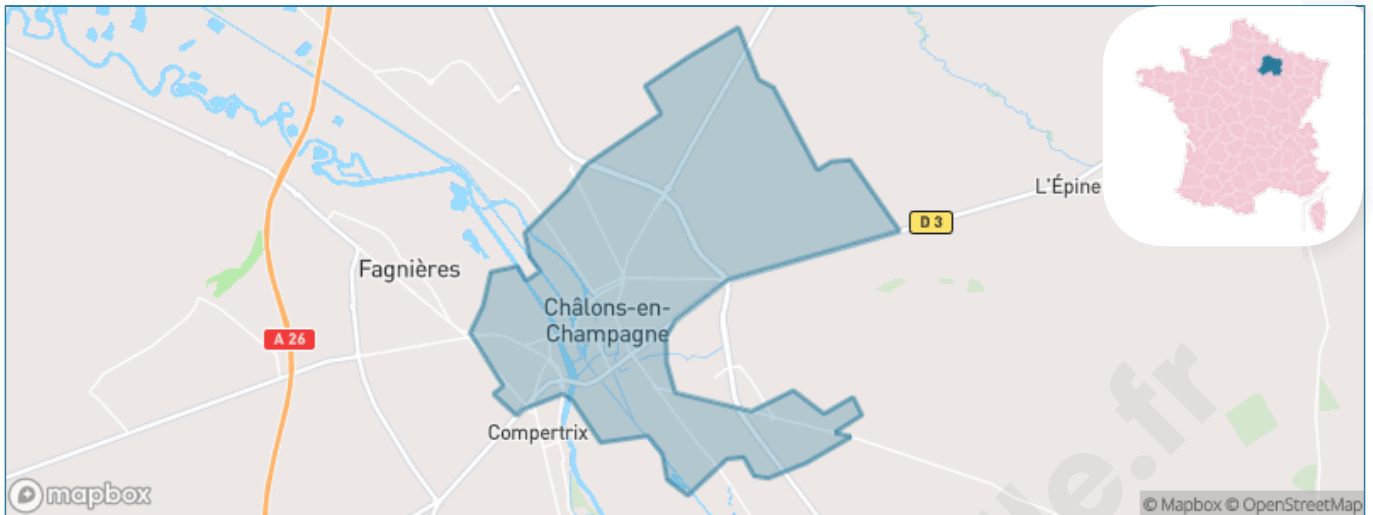 L'Épine
D 3
Fagnières
Châlons-en-
Champagne
A 26
Compertrix
mapbox
© Mapbox © OpenStreetMap